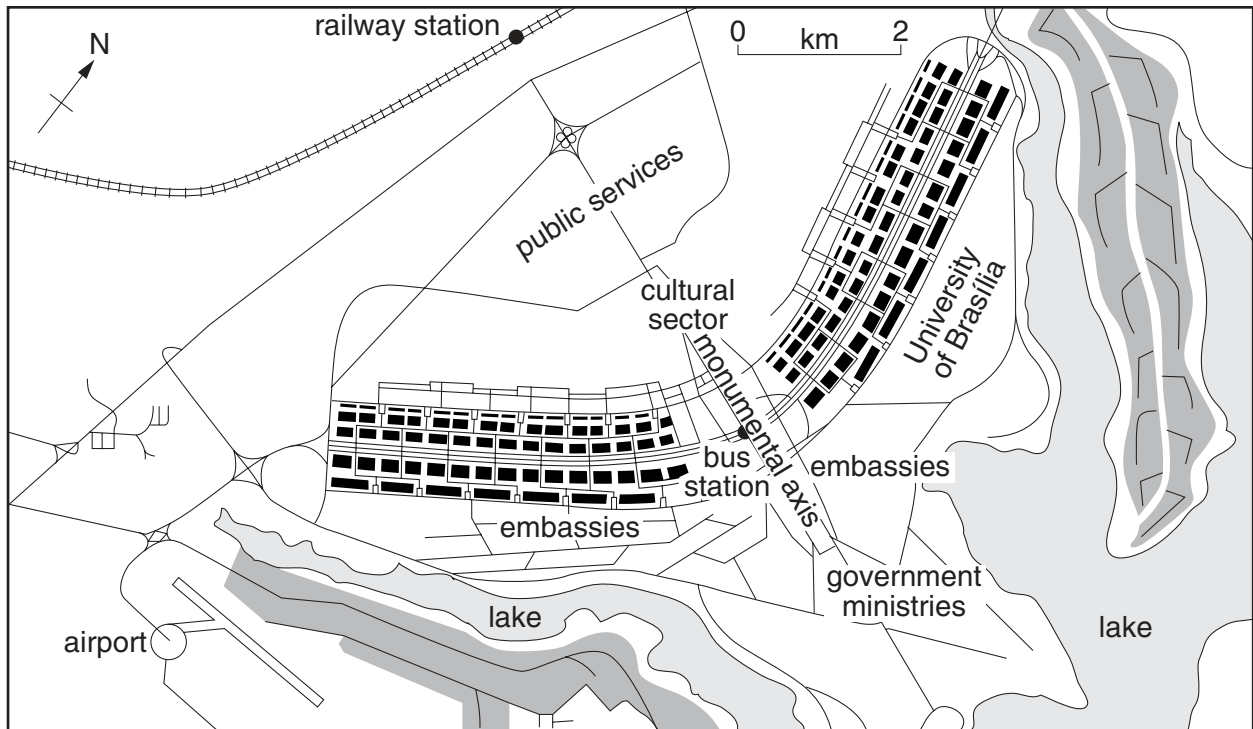 railway station
N
0
2
km
public services
cultural
sector
monumental axis
University
of Brasília
bus
station
embassies
embassies
government
ministries
lake
lake
airport